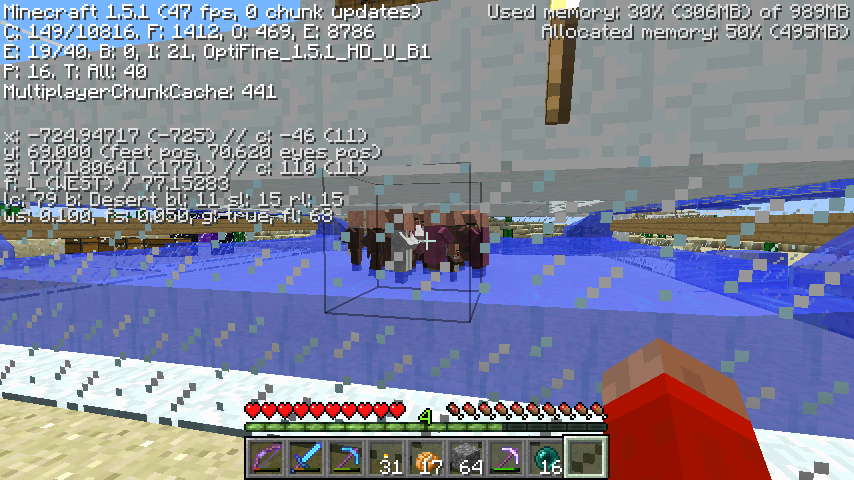 Minecraft 1.5.1 (47 fps, 0 chunk updates)
C: 149/10816. F: 1412, O: 469, E: 8786
E: 19/40. B: 0, I: 21, OptiFine_1.5.1_HD_U_B1
P: 16. T: All: 40
MultiplayerChunkCache: 441
Used memory: 30% (306MB) of 989MB
Allocated memory: 50% (495MB)
x: -724.94717 (-725) // c: -46 (11)
y: 69.000 (feet pos, 70.620 eyes pos)
z: 1771.80641 (1771) // c: 110 (11)
f: 1 (WEST) / 77.15283
lc: 79 b: Desert bl: 11 sl: 15 rl: 15
ws: 0.100, fs: 0.050, g: true, fl: 68
4
31
17
64
16